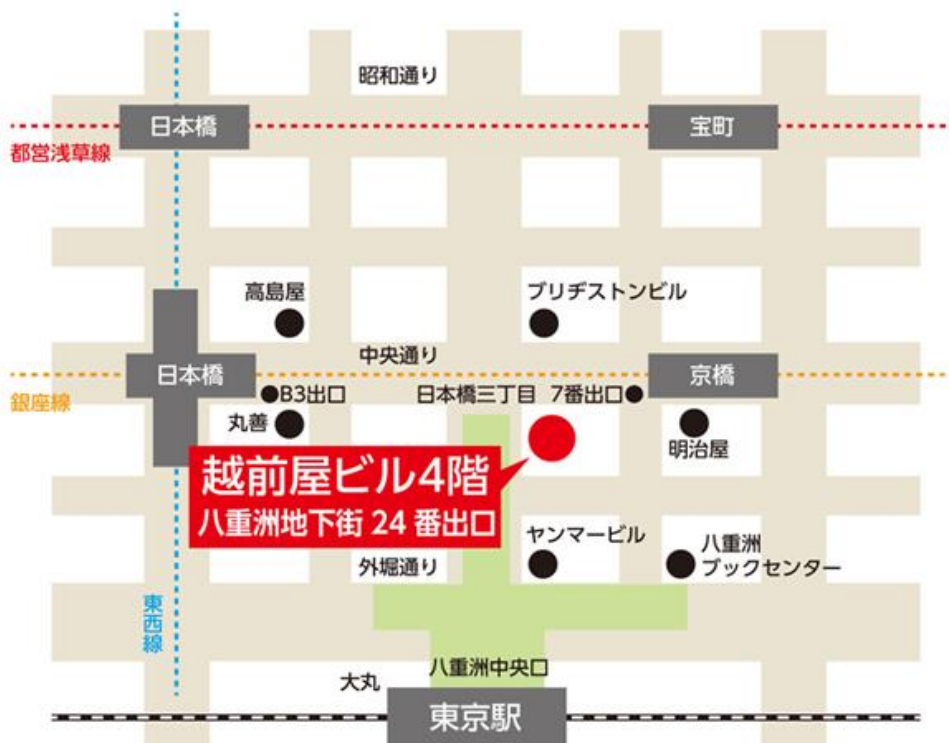 昭和通り
日本橋
宝町
都営浅草線
高島屋
ブリヂストンビル
中央通り
日本橋
京橋
銀座線
B3出口
日本橋三丁目 7番出口
丸善
明治屋
越前屋ビル4階
八重洲地下街 24 番出口
ヤンマービル
八重洲
ブックセンター
外堀通り
東西線
八重洲中央口
大丸
東京駅